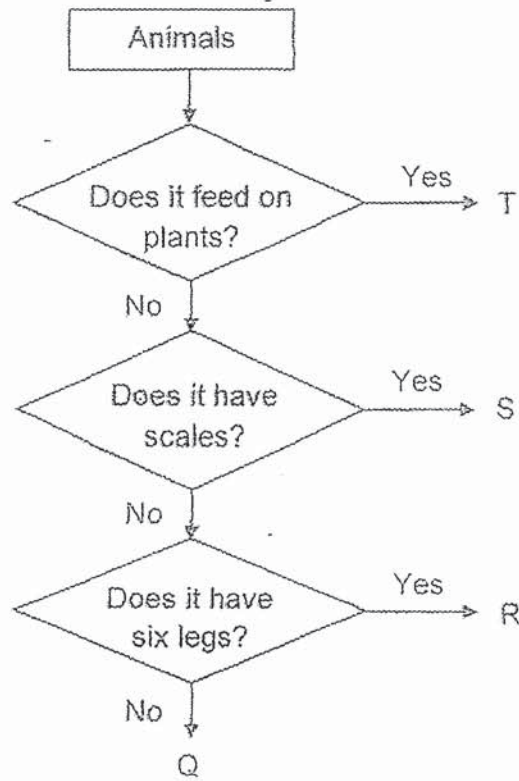 Animals
Does it feed on
plants?
Yes
T
No
Does it have
scales?
Yes
S
No
Does it have
six legs?
Yes
R
No
Q